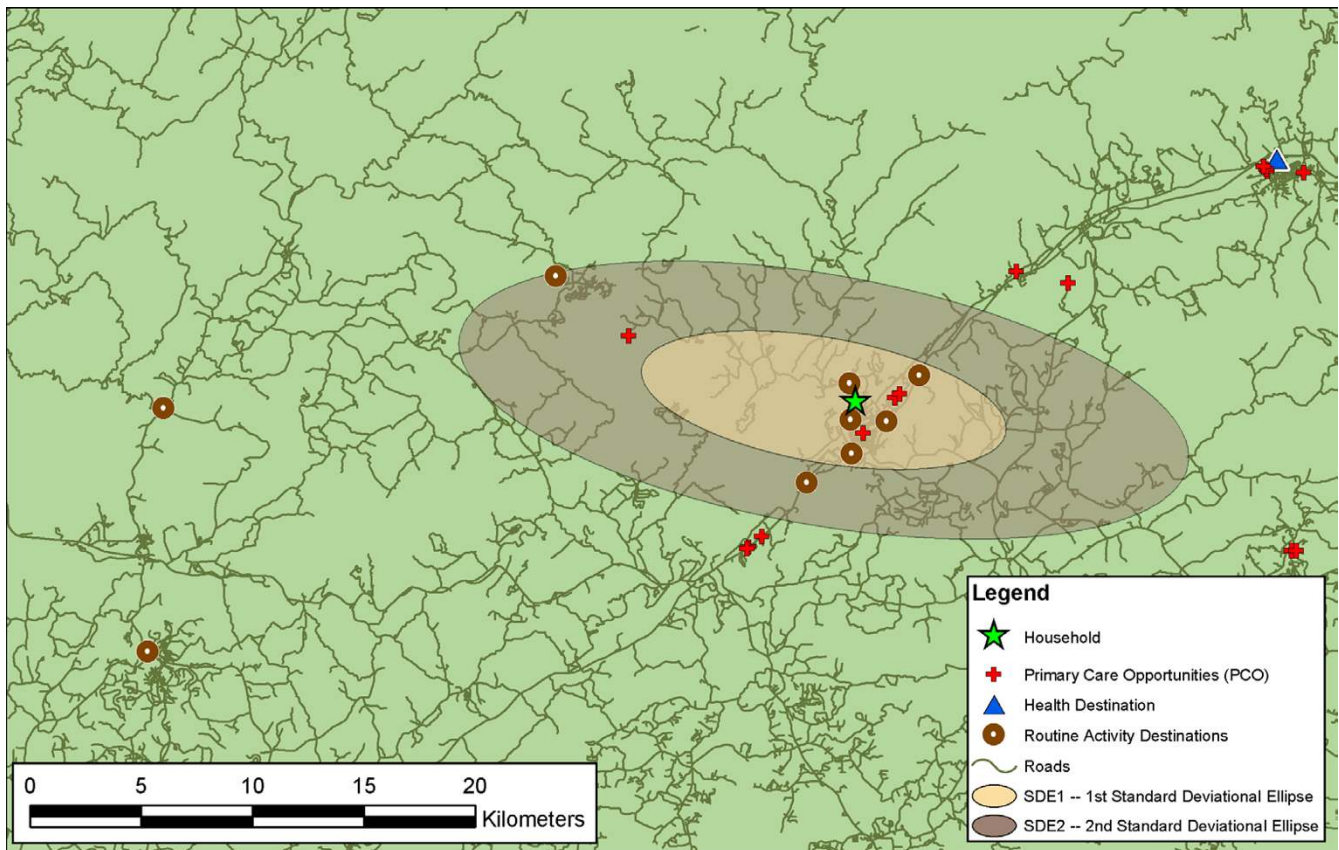 Legend
Household
Primary Care Opportunities (PCO)
Health Destination
Routine Activity Destinations
Roads
SDE1 -- 1st Standard Deviational Ellipse
SDE2 -- 2nd Standard Deviational Ellipse
0 5 10 15 20
Kilometers